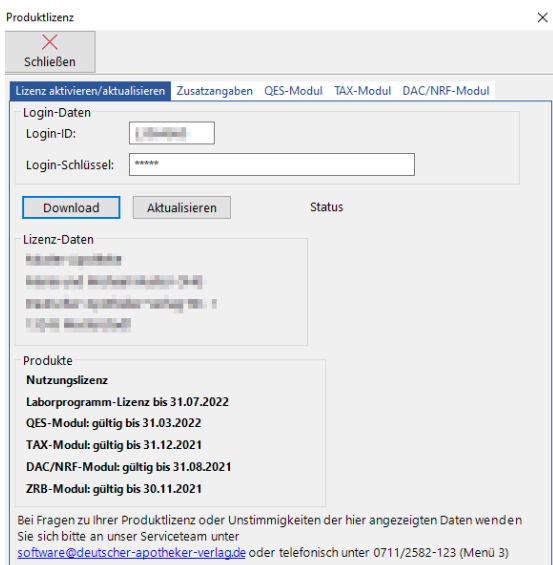 Produktlizenz
Schließen
Lizenz aktivieren/aktualisieren Zusatzangaben QES-Modul TAX-Modul DAC/NRF-Modul
Login-Daten
Login-ID:
Login-Schlüssel: *****
Download Aktualisieren Status
Lizenz-Daten
Produkte
Nutzungslizenz
Laborprogramm-Lizenz bis 31.07.2022
QES-Modul: gültig bis 31.03.2022
TAX-Modul: gültig bis 31.12.2021
DAC/NRF-Modul: gültig bis 31.08.2021
ZRB-Modul: gültig bis 30.11.2021
Bei Fragen zu Ihrer Produktlizenz oder Unstimmigkeiten der hier angezeigten Daten wenden
Sie sich bitte an unser Serviceteam unter
software@deutscher-apotheker-verlag.de oder telefonisch unter 0711/2582-123 (Menü 3)